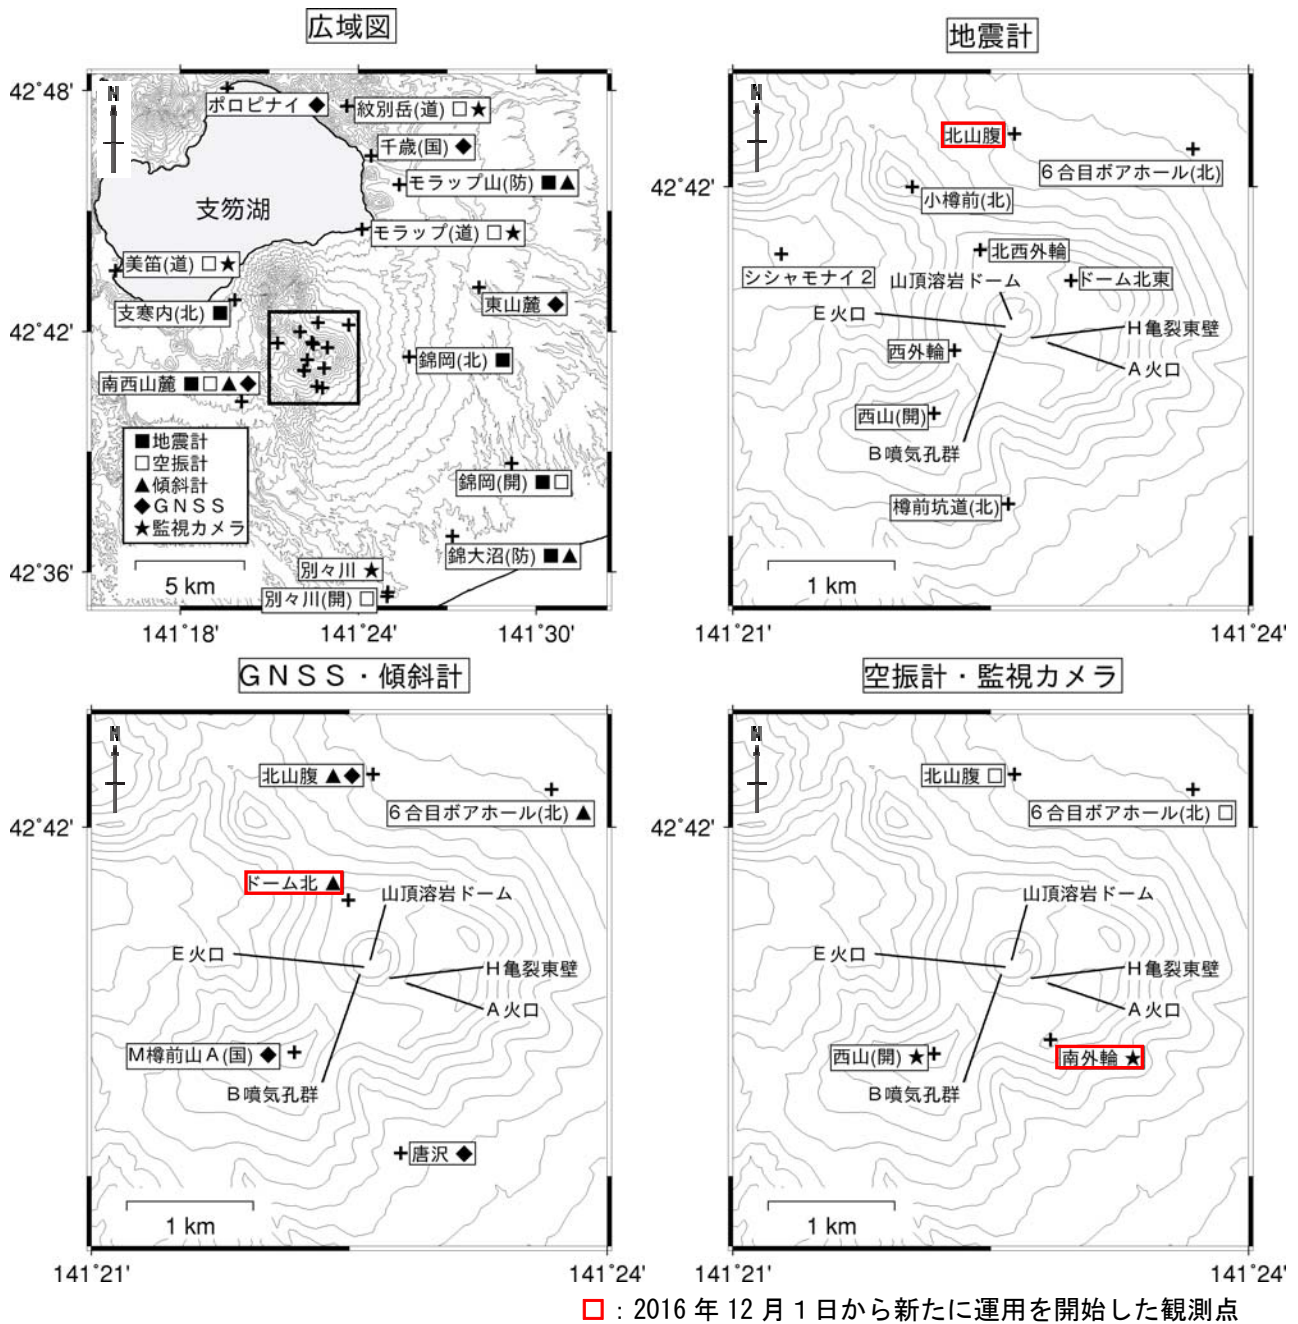 広域図
N
42°48'
42°42'
42°36'
141°18'
141°24'
141°30'
ポロピナイ ◆
紋別岳(道) □★
千歳(国) ◆
モラップ山(防) ■▲
支笏湖
モラップ(道) □★
美笛(道) □★
支寒内(北) ■
東山麓 ◆
錦岡(北) ■
南西山麓 ■□▲◆
■地震計
□空振計
▲傾斜計
◆GNSS
★監視カメラ
錦岡(開) ■□
錦大沼(防) ■▲
別々川 ★
別々川(開) □
5 km
地震計
N
42°42'
141°21'
141°24'
北山腹
6合目ボアホール(北)
小樽前(北)
北西外輪
シシャモナイ2
山頂溶岩ドーム
ドーム北東
E火口
H亀裂東壁
西外輪
A火口
西山(開)
B噴気孔群
樽前坑道(北)
1 km
GNSS・傾斜計
N
42°42'
141°21'
141°24'
北山腹 ▲◆
6合目ボアホール(北) ▲
ドーム北 ▲
山頂溶岩ドーム
E火口
H亀裂東壁
A火口
M樽前山A(国) ◆
B噴気孔群
唐沢 ◆
1 km
空振計・監視カメラ
N
42°42'
141°21'
141°24'
北山腹 □
6合目ボアホール(北) □
山頂溶岩ドーム
E火口
H亀裂東壁
A火口
西山(開) ★
南外輪 ★
B噴気孔群
1 km
□：2016 年 12 月 1 日から新たに運用を開始した観測点